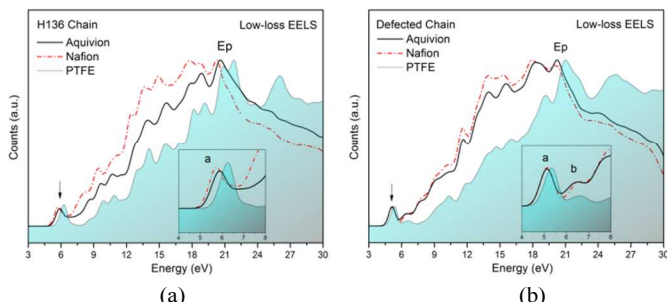 H136 Chain
Low-loss EELS
Aquivion
Nafion
PTFE
Ep
Counts (a.u.)
a
4 5 6 7 8
3 6 9 12 15 18 21 24 27 30
Energy (eV)
(a)
Defected Chain
Low-loss EELS
Aquivion
Nafion
PTFE
Ep
Counts (a.u.)
a
b
4 5 6 7 8
3 6 9 12 15 18 21 24 27 30
Energy (eV)
(b)